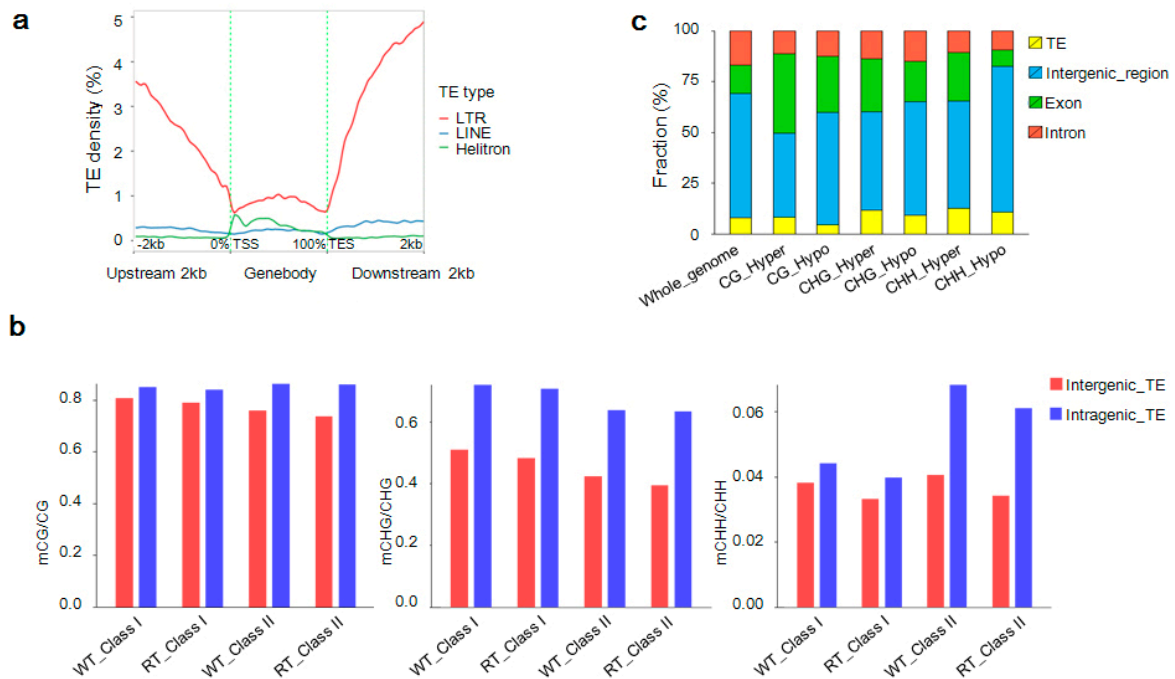 a
5
4
3
2
1
0
TE density (%)
-2kb
0%
TSS
100%
TES
2kb
Upstream 2kb
Genebody
Downstream 2kb
TE type
LTR
LINE
Helitron
c
100
75
50
25
0
Fraction (%)
Whole_genome
CG_Hyper
CG_Hypo
CHG_Hyper
CHG_Hypo
CHH_Hyper
CHH_Hypo
TE
Intergenic_region
Exon
Intron
b
0.8
0.6
0.4
0.2
0.0
mCG/CG
WT_Class I
RT_Class I
WT_Class II
RT_Class II
0.6
0.4
0.2
0.0
mCHG/CHG
WT_Class I
RT_Class I
WT_Class II
RT_Class II
0.06
0.04
0.02
0.00
mCHH/CHH
WT_Class I
RT_Class I
WT_Class II
RT_Class II
Intergenic_TE
Intragenic_TE